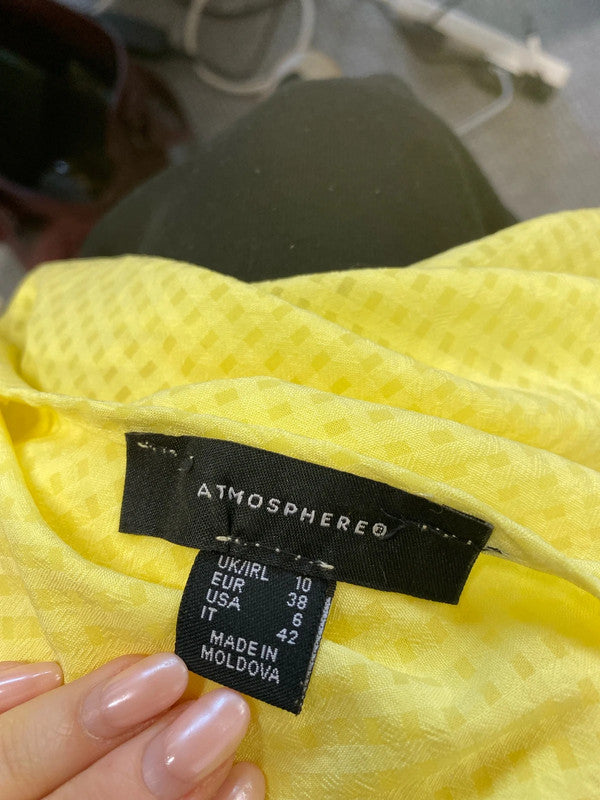 ATMOSPHERE®
UK/IRL 10
EUR 38
USA 6
IT 42
MADE IN
MOLDOVA